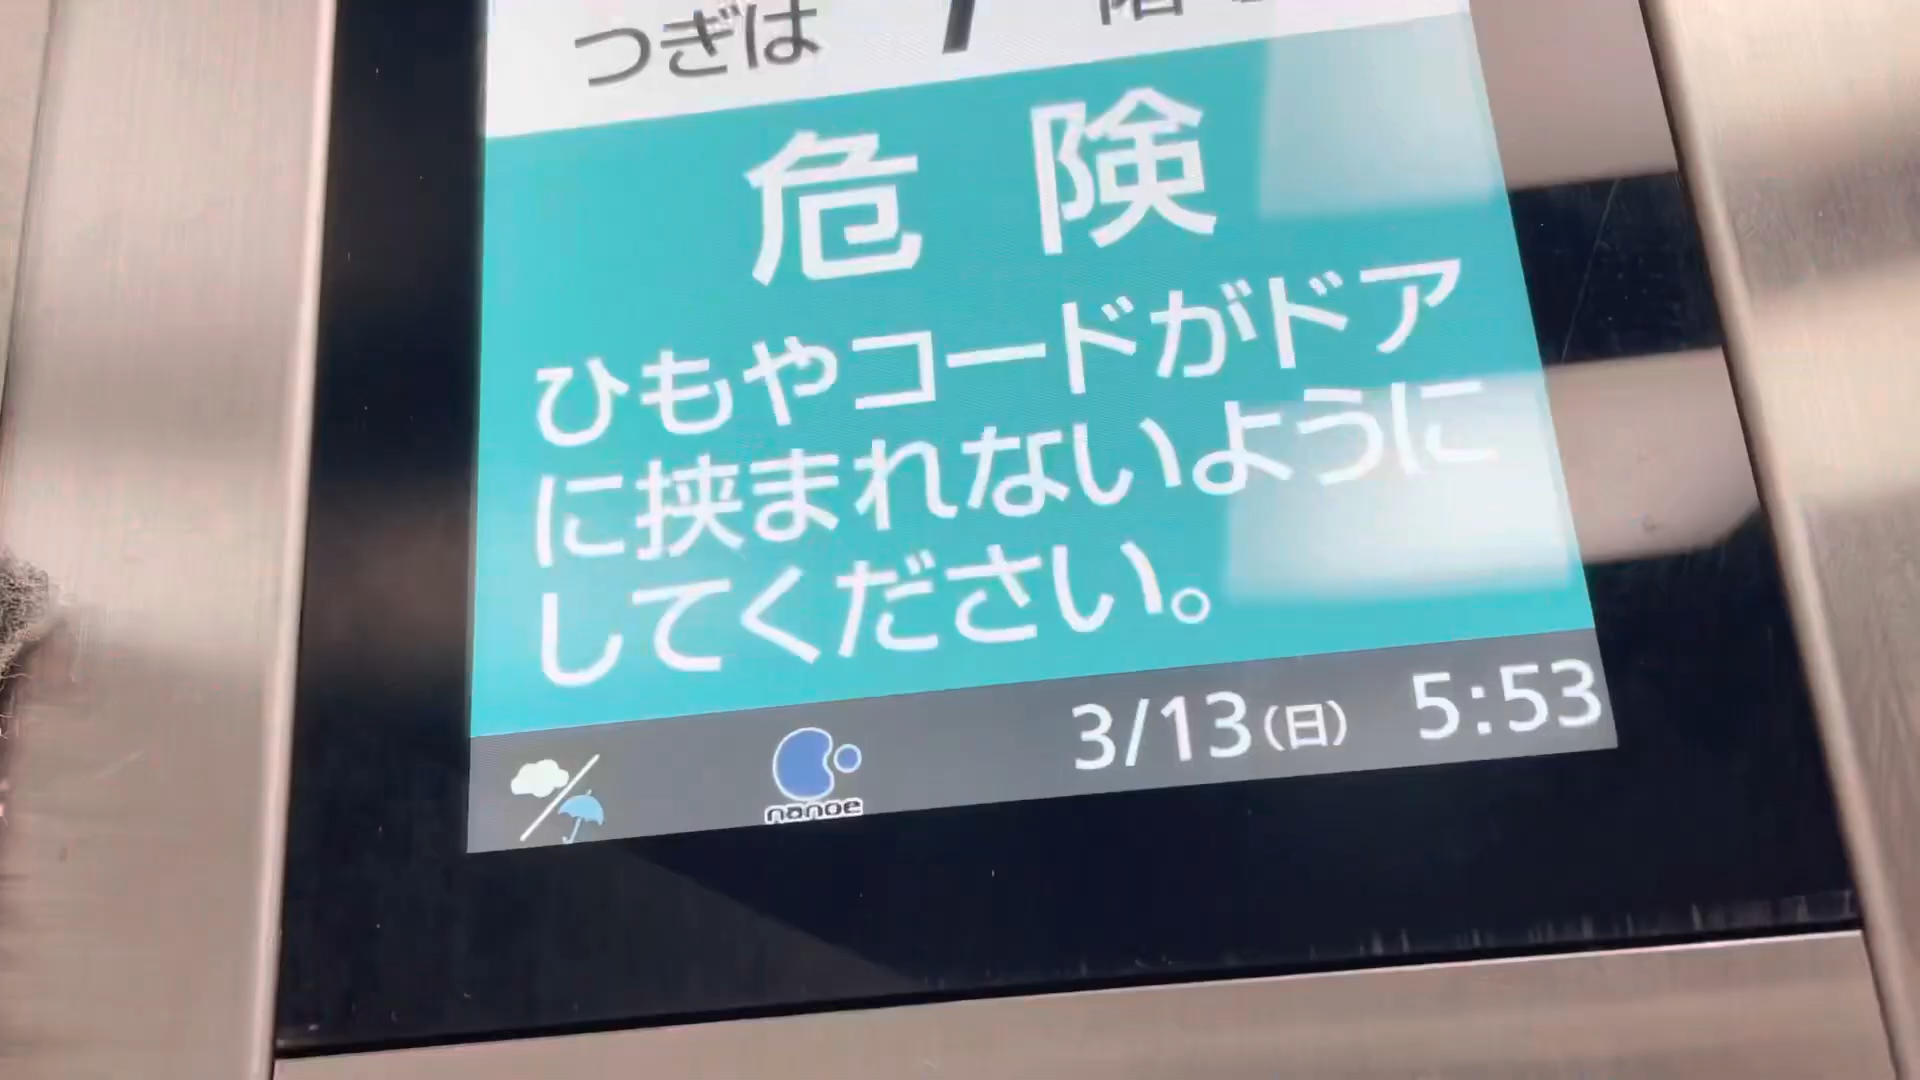 つぎは
危険
ひもやコードがドア
に挟まれないように
してください。
nanoe 3/13(日) 5:53